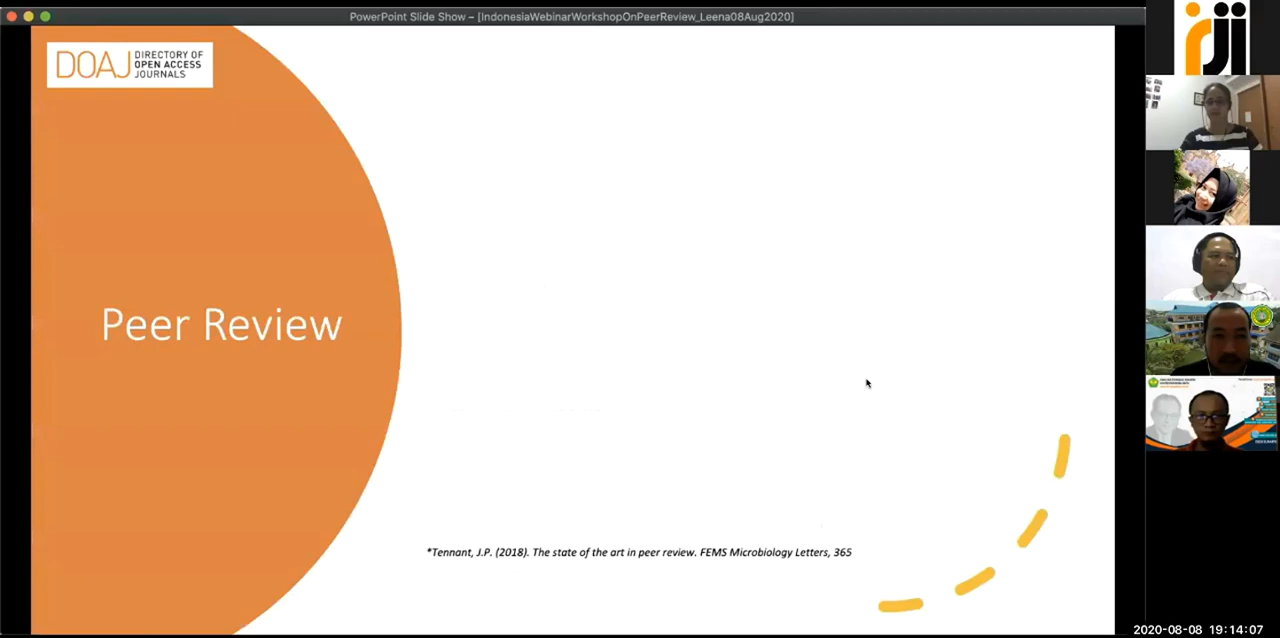 PowerPoint Slide Show – [IndonesiaWebinarWorkshopOnPeerReview_Leena08Aug2020]
DOAJ
DIRECTORY OF
OPEN ACCESS
JOURNALS
Peer Review
*Tennant, J.P. (2018). The state of the art in peer review. FEMS Microbiology Letters, 365
rji
2020-08-08 19:14:07